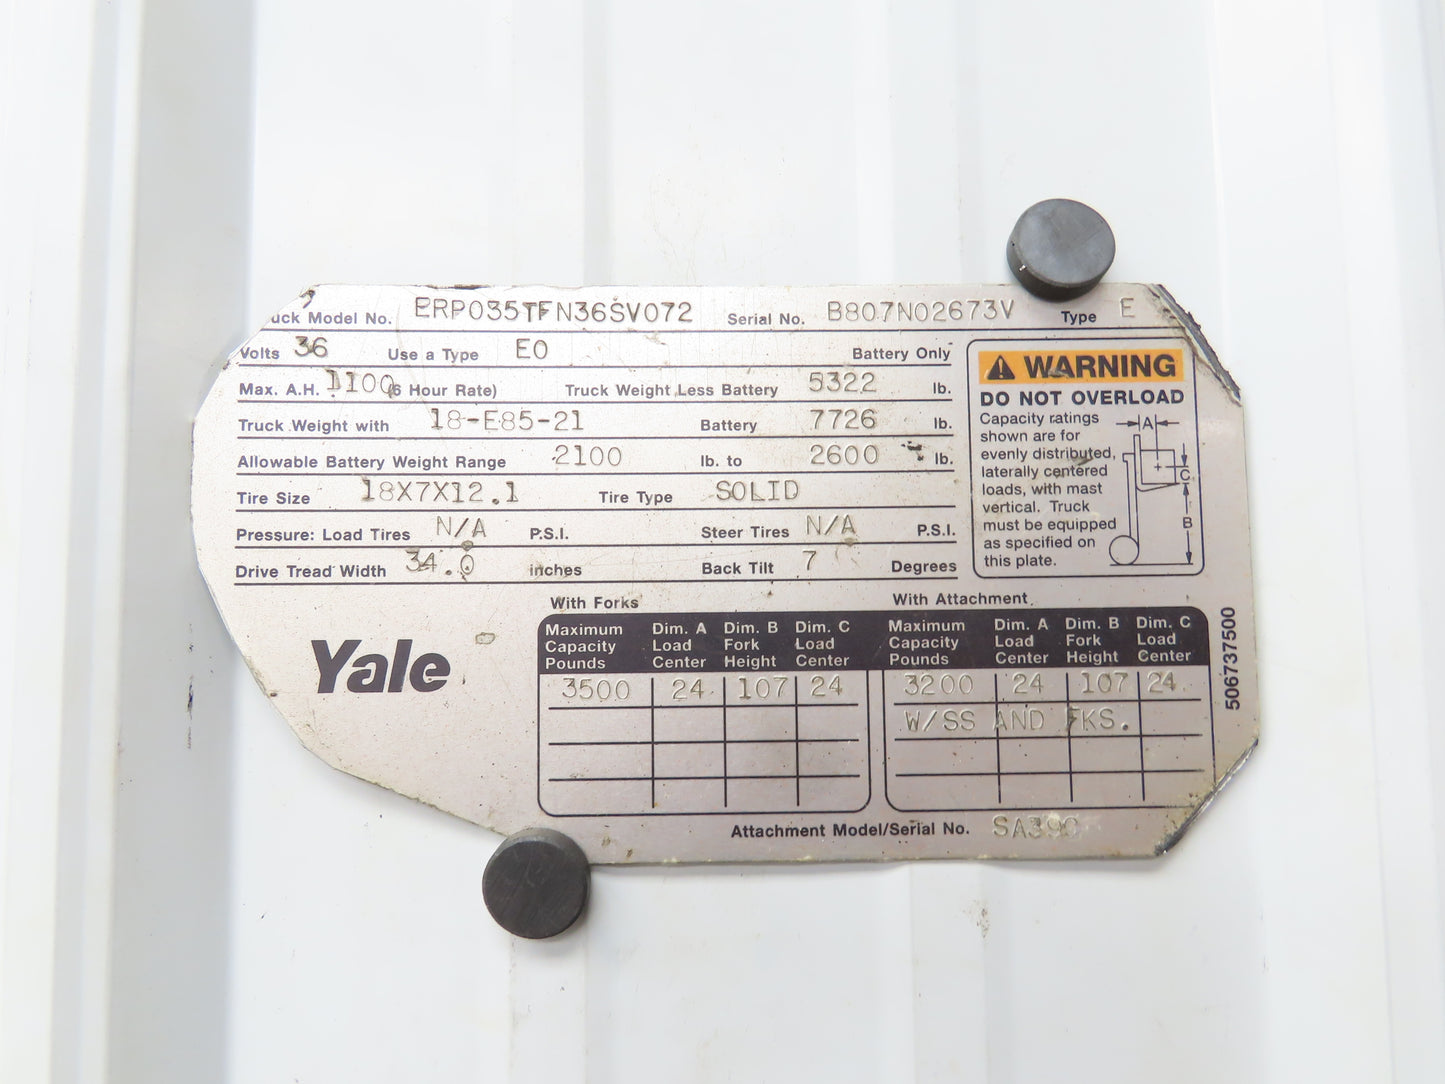 uck Model No. ERP035TFN36SV072 Serial No. B807N02673V Type E
Volts 36 Use a Type EO Battery Only
Max. A.H. 1100 (6 Hour Rate) Truck Weight Less Battery 5322 lb.
Truck Weight with 18-E85-21 Battery 7726 lb.
Allowable Battery Weight Range 2100 lb. to 2600 lb.
Tire Size 18X7X12.1 Tire Type SOLID
Pressure: Load Tires N/A P.S.I. Steer Tires N/A P.S.I.
Drive Tread Width 34.0 inches Back Tilt 7 Degrees
WARNING
DO NOT OVERLOAD
Capacity ratings
shown are for
evenly distributed,
laterally centered
loads, with mast
vertical. Truck
must be equipped
as specified on
this plate.
A
C
B
Yale
With Forks With Attachment
Maximum Dim. A Dim. B Dim. C Maximum Dim. A Dim. B Dim. C
Capacity Load Fork Load Capacity Load Fork Load
Pounds Center Height Center Pounds Center Height Center
3500 24 107 24 3200 24 107 24
W/SS AND FKS.
Attachment Model/Serial No.
506737500